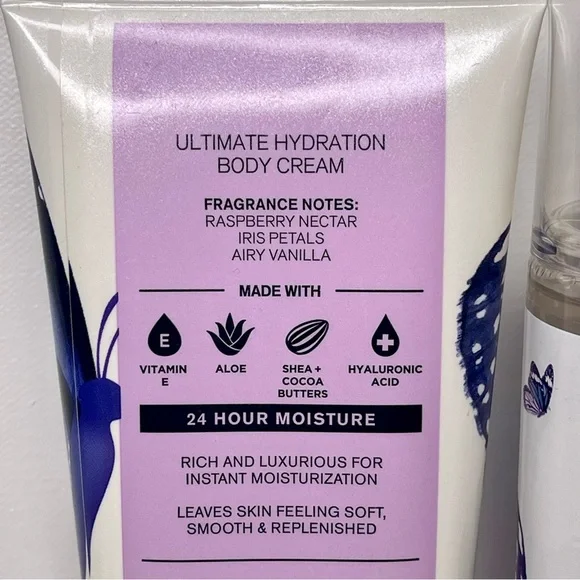 ULTIMATE HYDRATION
BODY CREAM
FRAGRANCE NOTES:
RASPBERRY NECTAR
IRIS PETALS
AIRY VANILLA
MADE WITH
E
VITAMIN
E
ALOE
SHEA +
COCOA
BUTTERS
HYALURONIC
ACID
24 HOUR MOISTURE
RICH AND LUXURIOUS FOR
INSTANT MOISTURIZATION
LEAVES SKIN FEELING SOFT,
SMOOTH & REPLENISHED